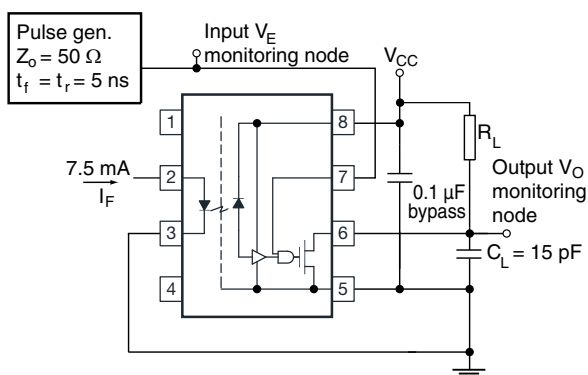 Pulse gen.
Zo = 50 Ω
tf = tr = 5 ns
Input VE
monitoring node
VCC
1
8
RL
7.5 mA
IF
2
7
Output VO
monitoring
node
0.1 µF
bypass
3
6
CL = 15 pF
4
5